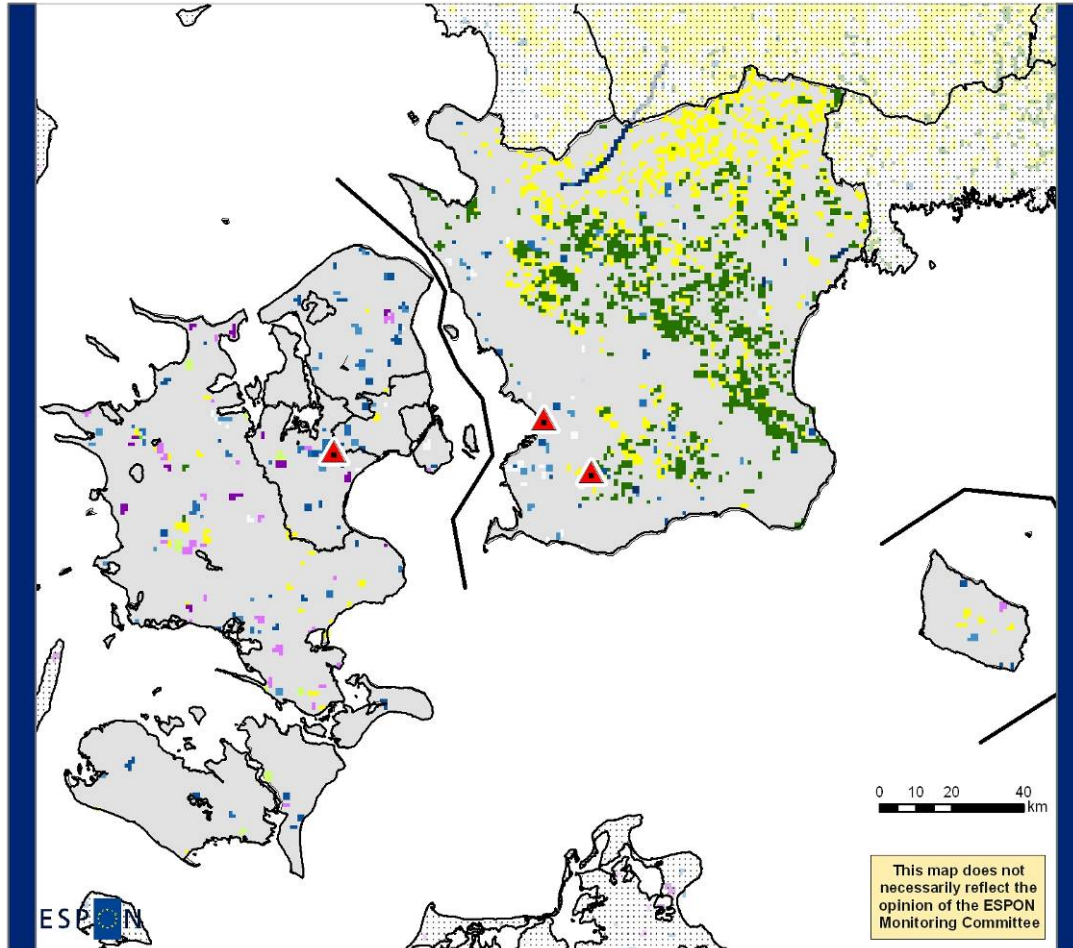 0 10 20 40
km
This map does not
necessarily reflect the
opinion of the ESPON
Monitoring Committee
ESPON